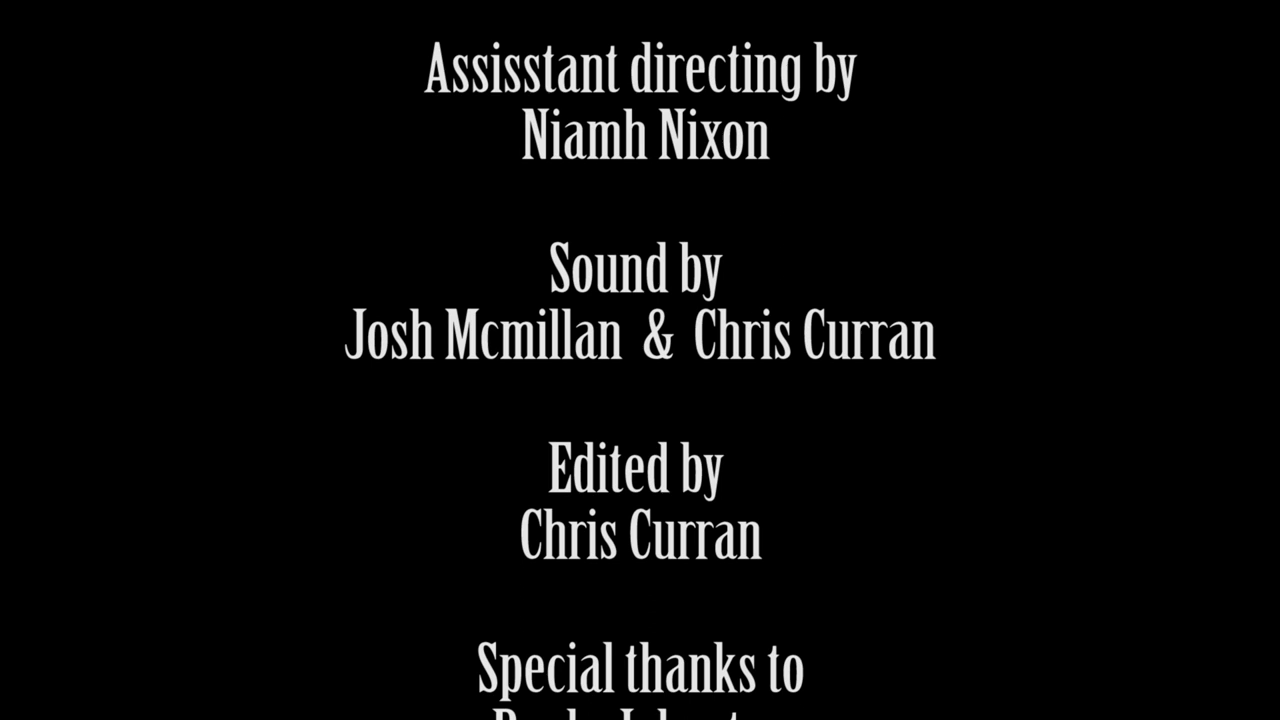 Assisstant directing by
Niamh Nixon
Sound by
Josh Mcmillan & Chris Curran
Edited by
Chris Curran
Special thanks to